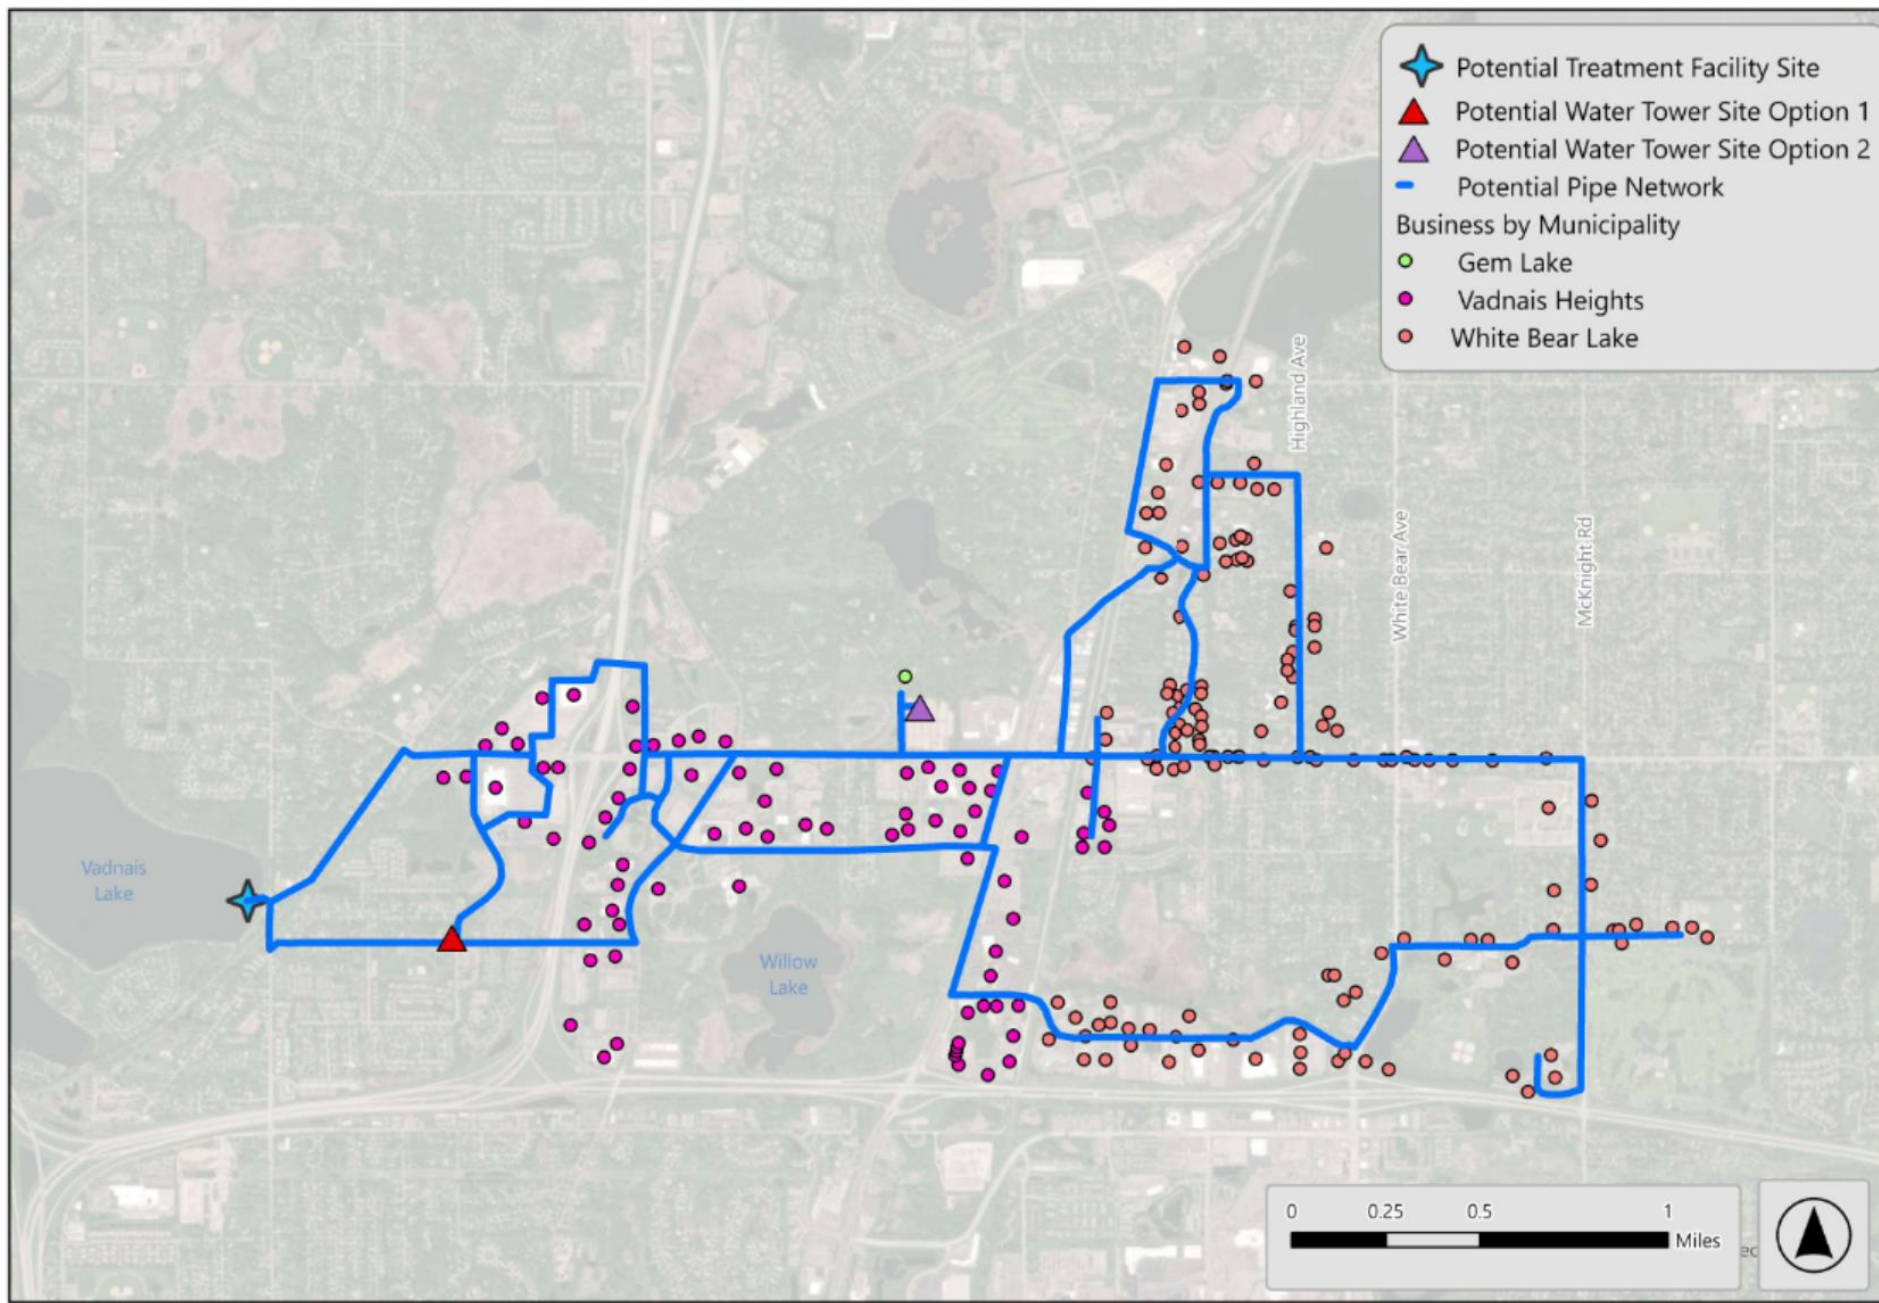 Potential Treatment Facility Site
Potential Water Tower Site Option 1
Potential Water Tower Site Option 2
Potential Pipe Network
Business by Municipality
Gem Lake
Vadnais Heights
White Bear Lake
Highland Ave
White Bear Ave
McKnight Rd
Vadnais
Lake
Willow
Lake
0 0.25 0.5 1
Miles